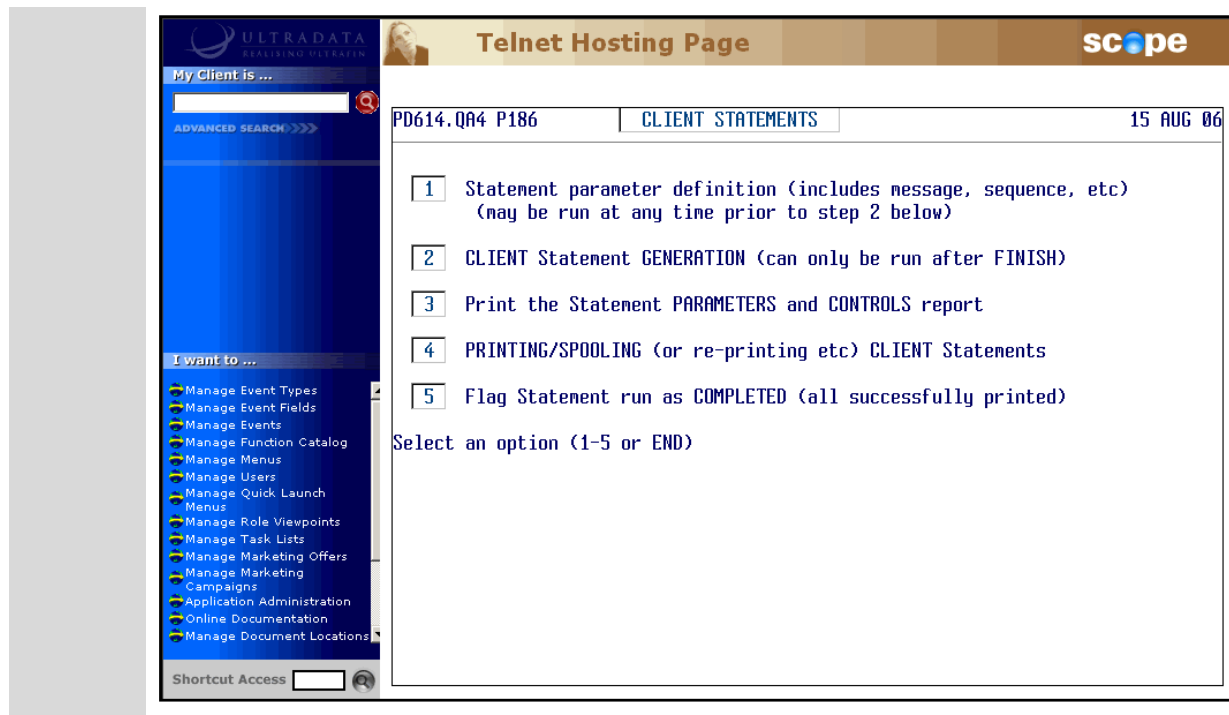 ULTRADATA
REALISING ULTRAFIN
Telnet Hosting Page
scope
My Client is ...
ADVANCED SEARCH
PD614.QA4 P186
CLIENT STATEMENTS
15 AUG 06
1 Statement parameter definition (includes message, sequence, etc)
(may be run at any time prior to step 2 below)
2 CLIENT Statement GENERATION (can only be run after FINISH)
3 Print the Statement PARAMETERS and CONTROLS report
4 PRINTING/SPOOLING (or re-printing etc) CLIENT Statements
5 Flag Statement run as COMPLETED (all successfully printed)
Select an option (1-5 or END)
I want to ...
Manage Event Types
Manage Event Fields
Manage Events
Manage Function Catalog
Manage Menus
Manage Users
Manage Quick Launch
Menus
Manage Role Viewpoints
Manage Task Lists
Manage Marketing Offers
Manage Marketing
Campaigns
Application Administration
Online Documentation
Manage Document Locations
Shortcut Access